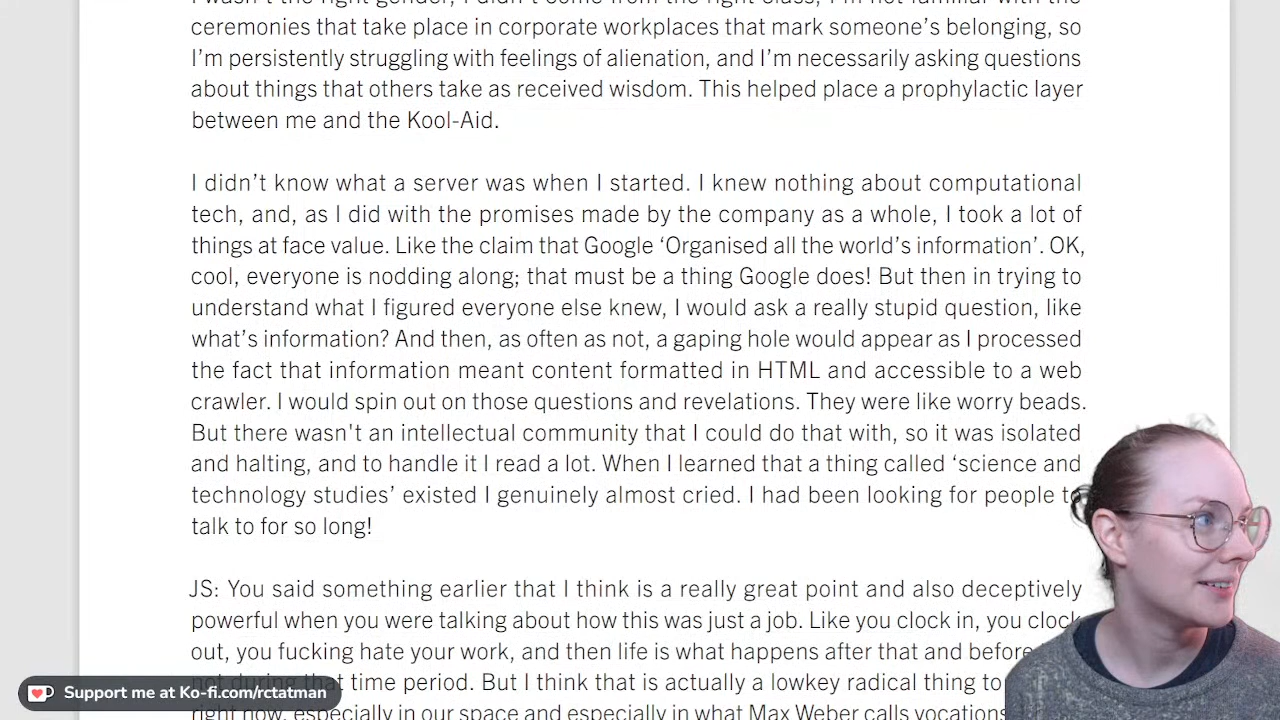 ceremonies that take place in corporate workplaces that mark someone's belonging, so
I'm persistently struggling with feelings of alienation, and I'm necessarily asking questions
about things that others take as received wisdom. This helped place a prophylactic layer
between me and the Kool-Aid.
I didn't know what a server was when I started. I knew nothing about computational
tech, and, as I did with the promises made by the company as a whole, I took a lot of
things at face value. Like the claim that Google ‘Organised all the world's information’. OK,
cool, everyone is nodding along; that must be a thing Google does! But then in trying to
understand what I figured everyone else knew, I would ask a really stupid question, like
what's information? And then, as often as not, a gaping hole would appear as I processed
the fact that information meant content formatted in HTML and accessible to a web
crawler. I would spin out on those questions and revelations. They were like worry beads.
But there wasn't an intellectual community that I could do that with, so it was isolated
and halting, and to handle it I read a lot. When I learned that a thing called ‘science and
technology studies’ existed I genuinely almost cried. I had been looking for people to
talk to for so long!
JS: You said something earlier that I think is a really great point and also deceptively
powerful when you were talking about how this was just a job. Like you clock in, you clock
out, you fucking hate your work, and then life is what happens after that and before
time period. But I think that is actually a lowkey radical thing to
right now, especially in our space and especially in what Max Weber calls vocations
Support me at Ko-fi.com/rctatman